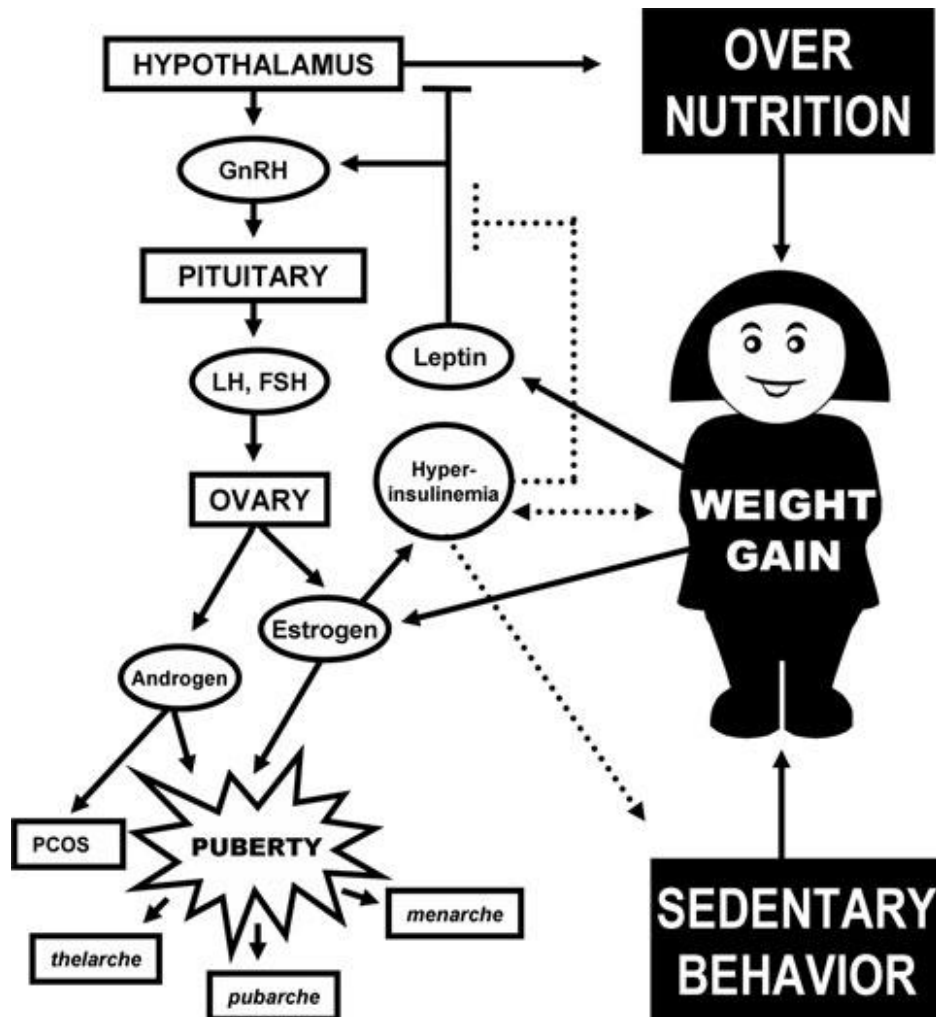 HYPOTHALAMUS
OVER
NUTRITION
GnRH
PITUITARY
Leptin
LH, FSH
Hyper-
insulinemia
OVARY
WEIGHT
GAIN
Estrogen
Androgen
PCOS
PUBERTY
menarche
thelarche
pubarche
SEDENTARY
BEHAVIOR